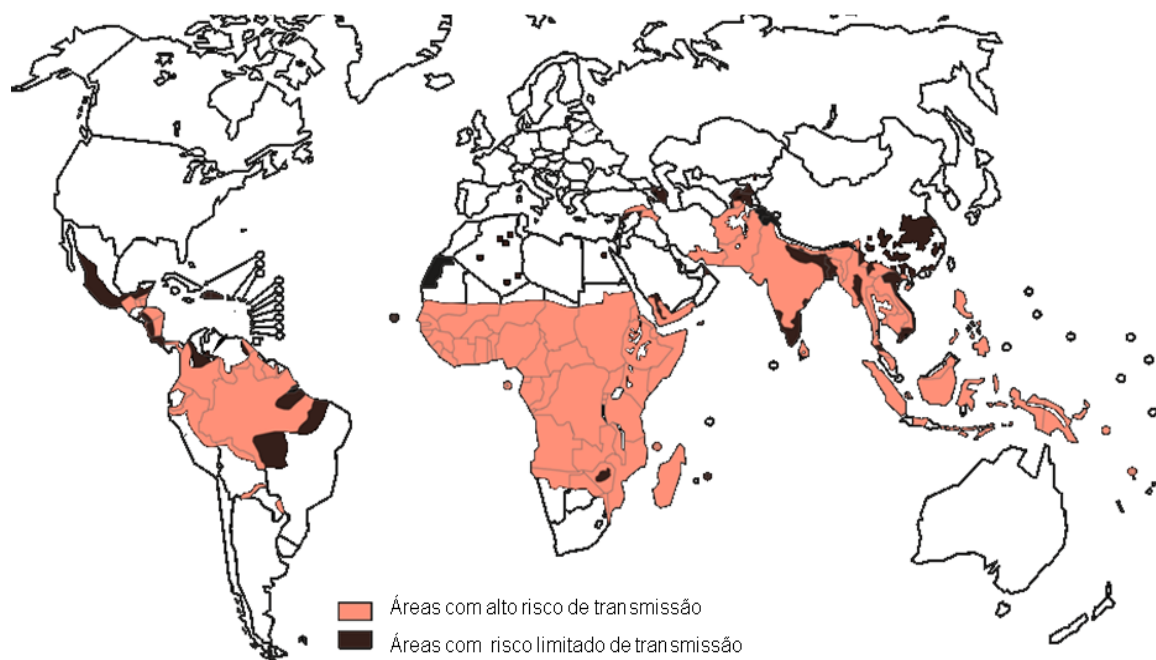 Áreas com alto risco de transmissão
Áreas com risco limitado de transmissão